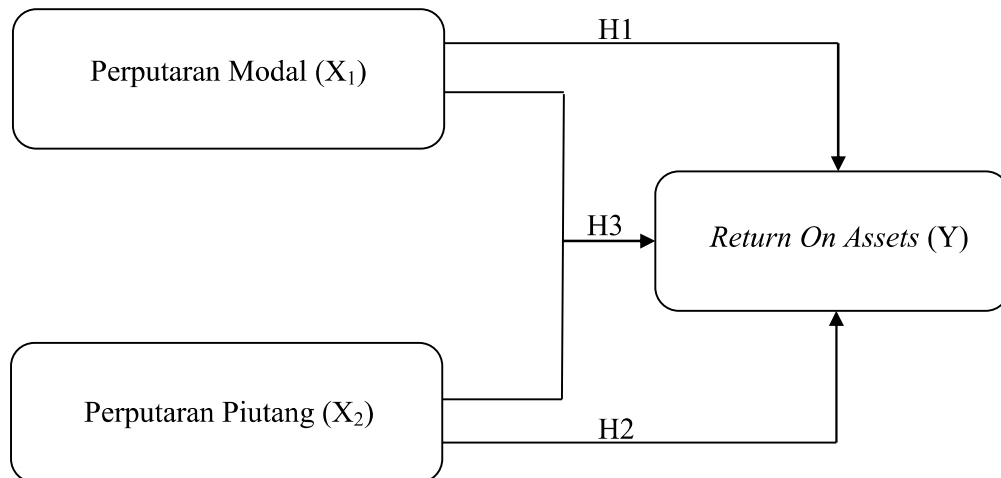 H1
Perputaran Modal (X₁)
H3
Return On Assets (Y)
Perputaran Piutang (X₂)
H2